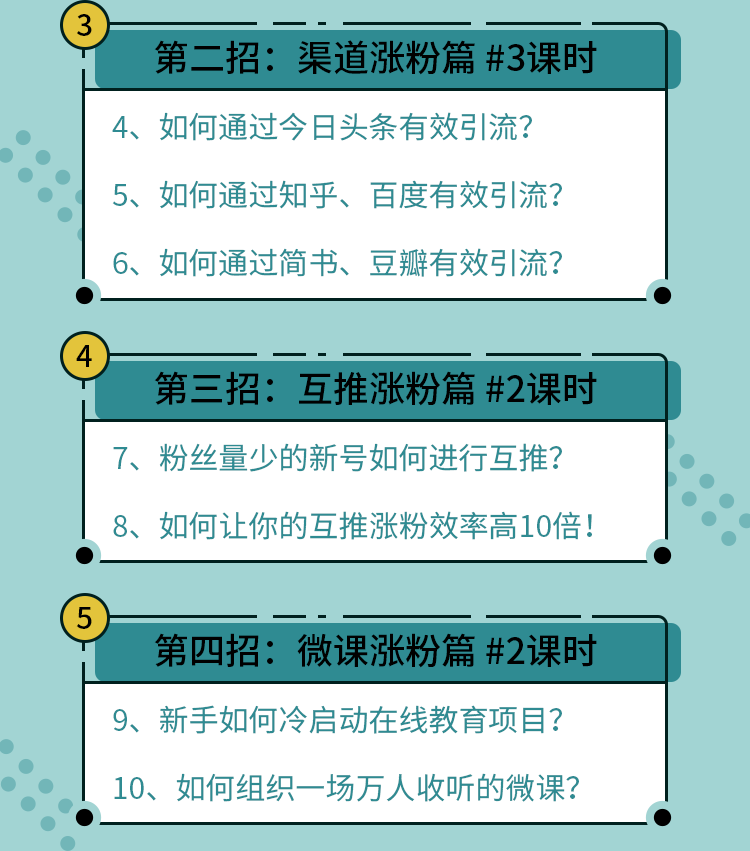 3
第二招：渠道涨粉篇 #3课时
4、如何通过今日头条有效引流？
5、如何通过知乎、百度有效引流？
6、如何通过简书、豆瓣有效引流？
4
第三招：互推涨粉篇 #2课时
7、粉丝量少的新号如何进行互推？
8、如何让你的互推涨粉效率高10倍！
5
第四招：微课涨粉篇 #2课时
9、新手如何冷启动在线教育项目？
10、如何组织一场万人收听的微课？